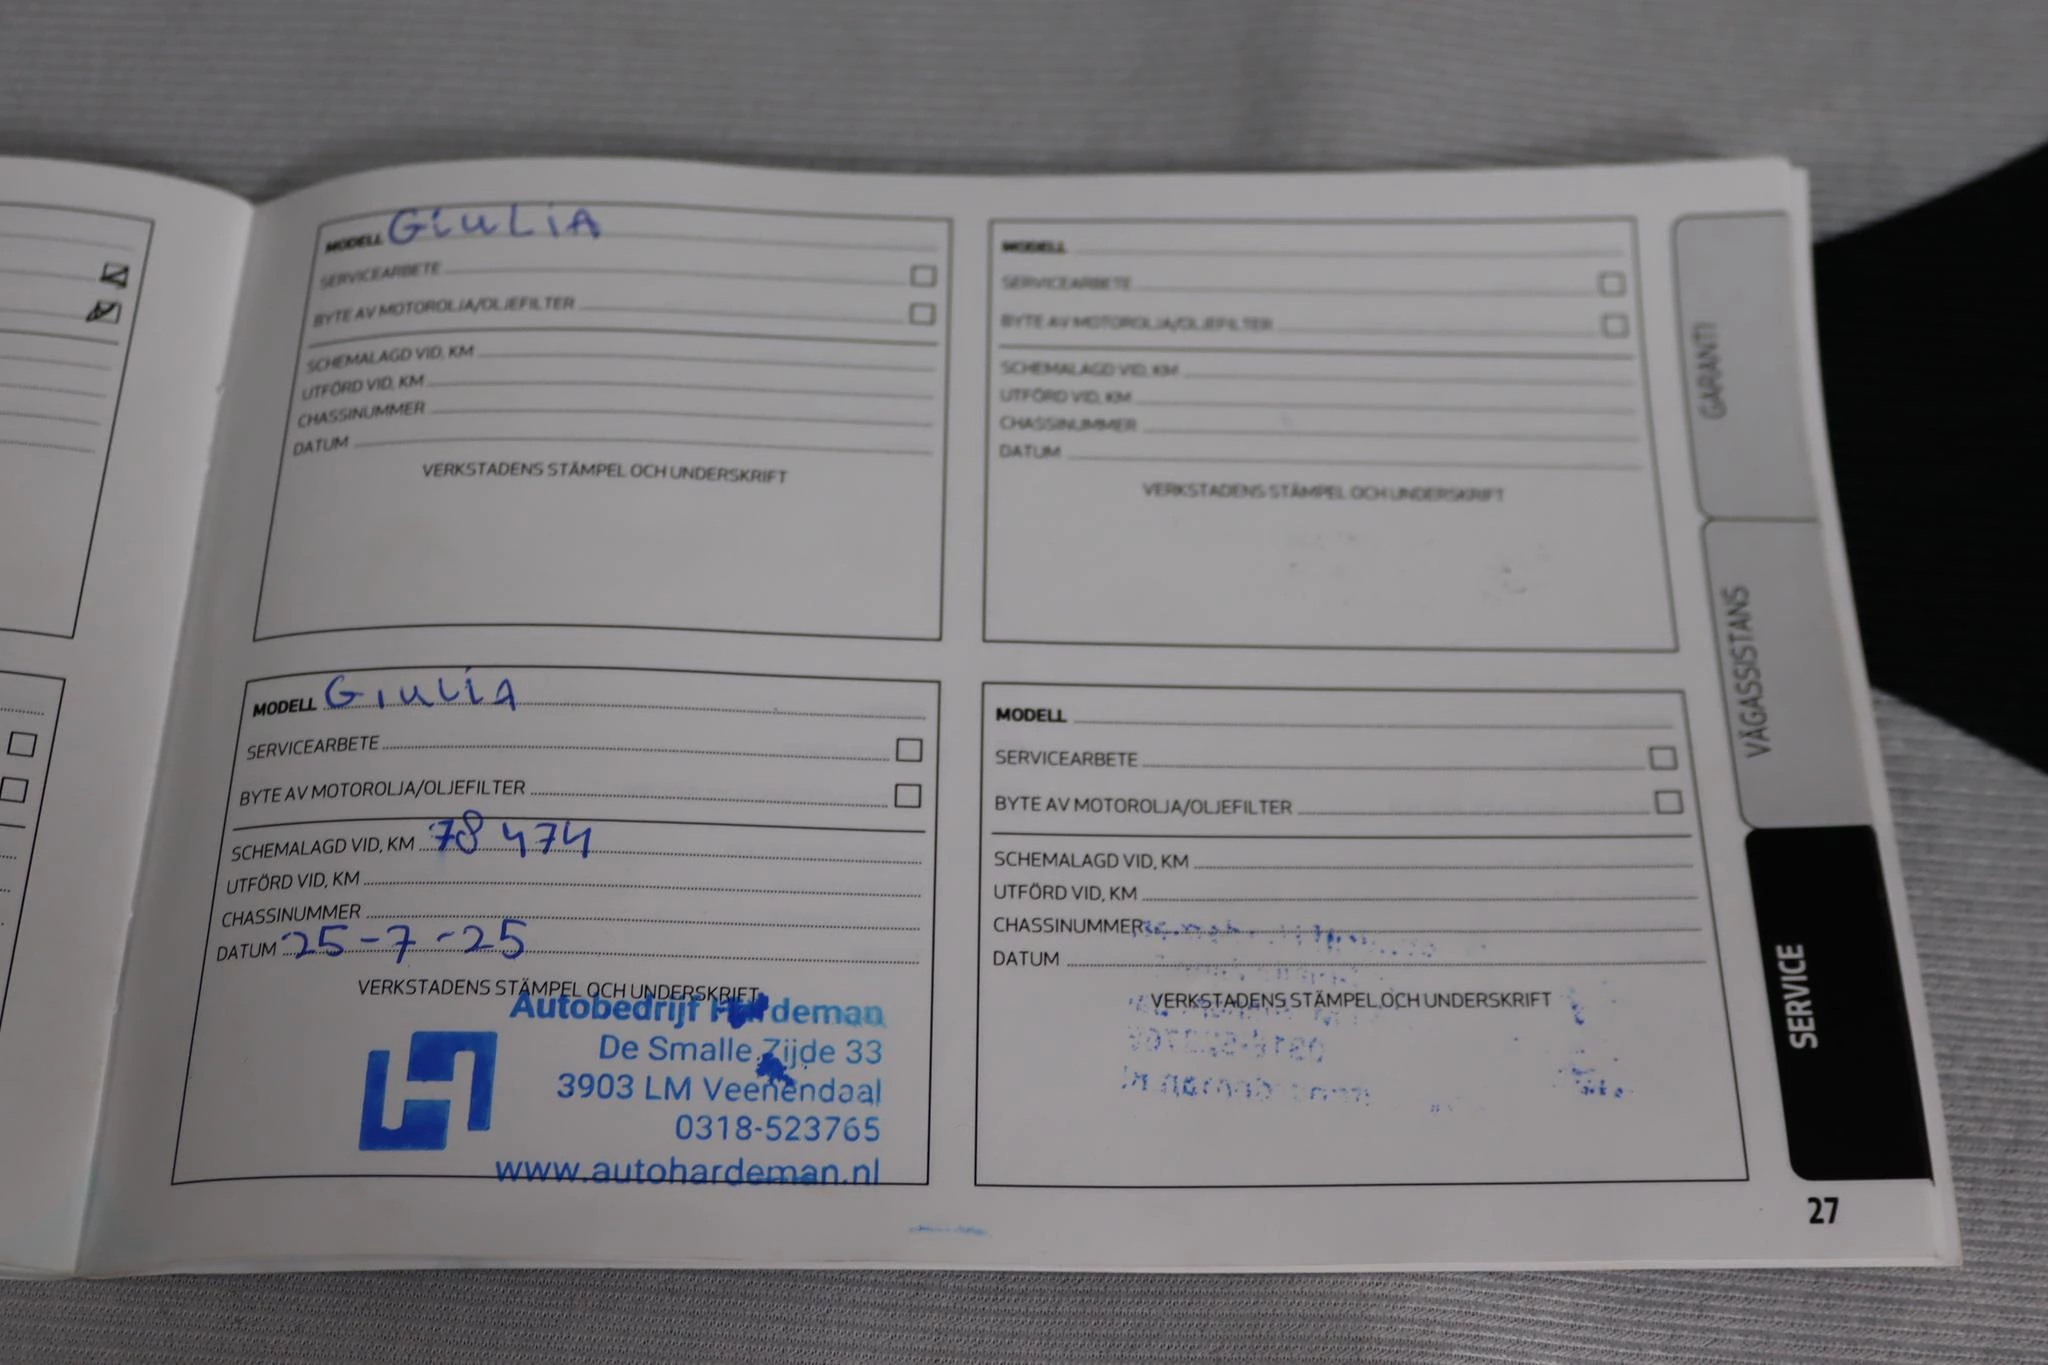 MODELL GIULIA
SERVICEARBETE
BYTE AV MOTOROLJA/OLJEFILTER
SCHEMALAGD VID, KM
UTFÖRD VID, KM
CHASSINUMMER
DATUM
VERKSTADENS STÄMPEL OCH UNDERSKRIFT
MODELL
SERVICEARBETE
BYTE AV MOTOROLJA/OLJEFILTER
SCHEMALAGD VID, KM
UTFÖRD VID, KM
CHASSINUMMER
DATUM
VERKSTADENS STÄMPEL OCH UNDERSKRIFT
MODELL GIULIA
SERVICEARBETE
BYTE AV MOTOROLJA/OLJEFILTER
SCHEMALAGD VID, KM 78474
UTFÖRD VID, KM
CHASSINUMMER
DATUM 25-7-25
VERKSTADENS STÄMPEL OCH UNDERSKRIFT
Autobedrijf Hardeman
De Smalle Zijde 33
3903 LM Veenendaal
0318-523765
www.autohardeman.nl
MODELL
SERVICEARBETE
BYTE AV MOTOROLJA/OLJEFILTER
SCHEMALAGD VID, KM
UTFÖRD VID, KM
CHASSINUMMER
DATUM
VERKSTADENS STÄMPEL OCH UNDERSKRIFT
GARANTI
VÄGASSISTANS
SERVICE
27